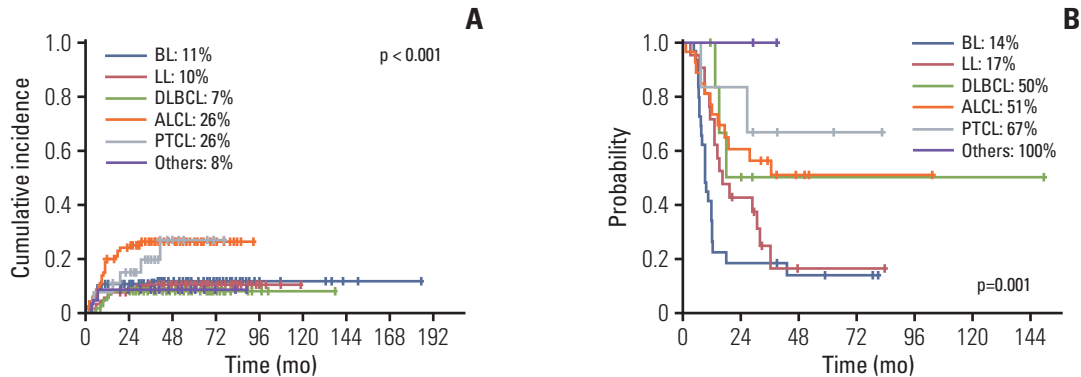 A
Cumulative incidence
1.0
0.8
0.6
0.4
0.2
0
BL: 11%
LL: 10%
DLBCL: 7%
ALCL: 26%
PTCL: 26%
Others: 8%
p < 0.001
24 48 72 96 120 144 168 192
Time (mo)
B
Probability
1.0
0.8
0.6
0.4
0.2
0
BL: 14%
LL: 17%
DLBCL: 50%
ALCL: 51%
PTCL: 67%
Others: 100%
p=0.001
0 24 48 72 96 120 144
Time (mo)